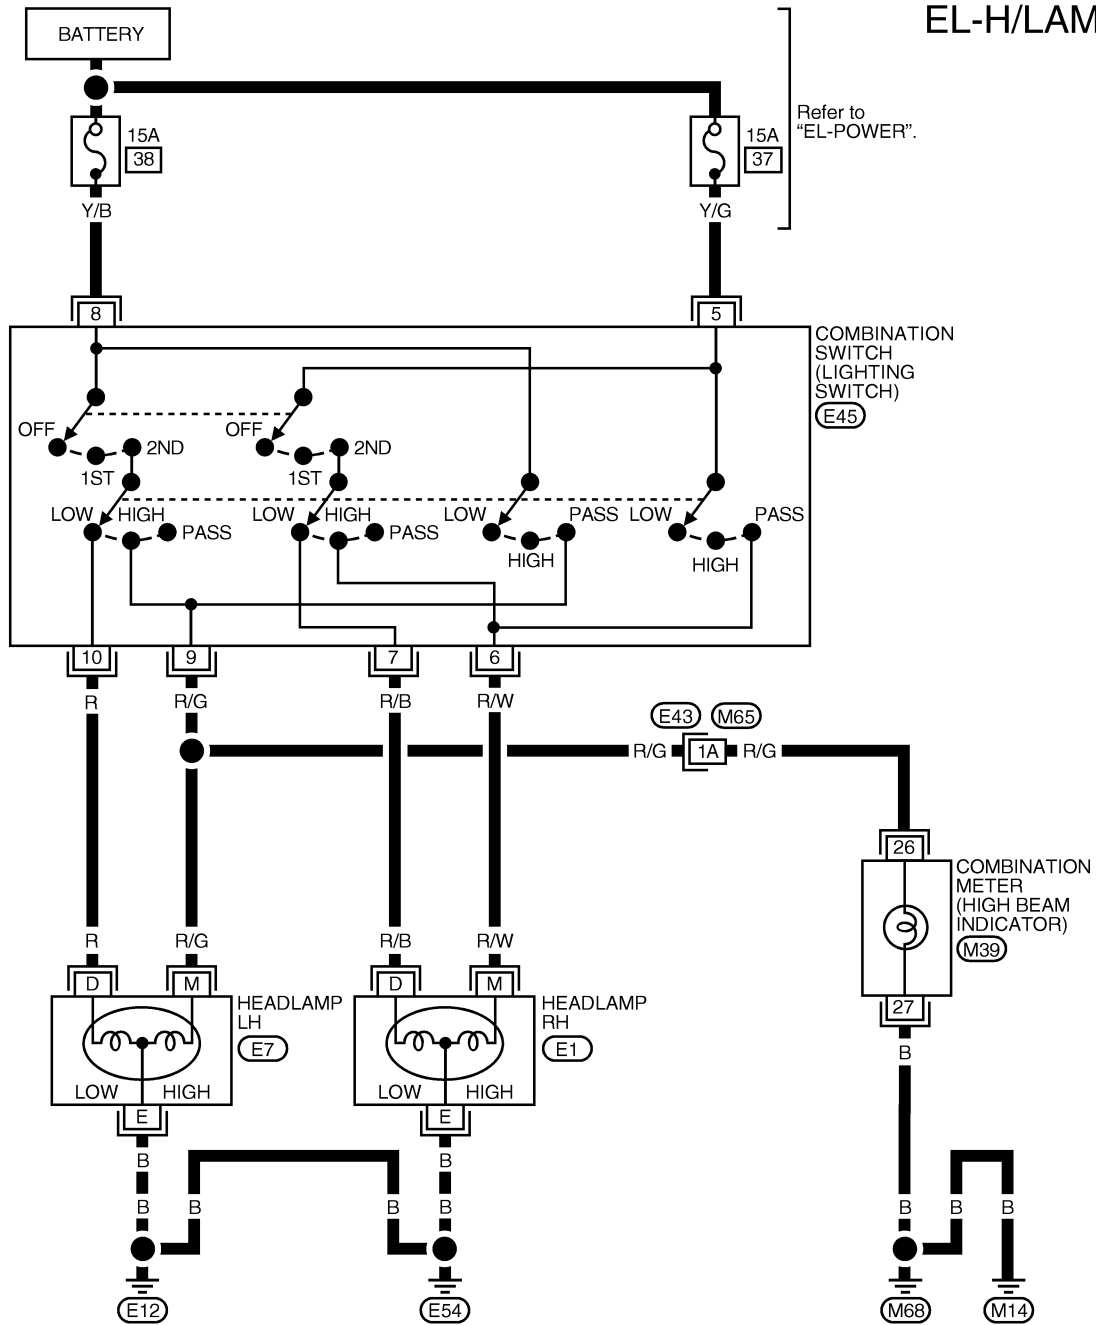 EL-H/LAM
BATTERY
15A
38
15A
37
Refer to
“EL-POWER”.
Y/B
Y/G
8
5
COMBINATION
SWITCH
(LIGHTING
SWITCH)
E45
OFF
1ST
2ND
OFF
1ST
2ND
LOW
HIGH
PASS
LOW
HIGH
PASS
LOW
HIGH
PASS
LOW
HIGH
PASS
10
9
7
6
R
R/G
R/B
R/W
E43
M65
R/G
1A
R/G
26
COMBINATION
METER
(HIGH BEAM
INDICATOR)
M39
27
R
R/G
R/B
R/W
D
M
D
M
HEADLAMP
LH
E7
HEADLAMP
RH
E1
LOW
HIGH
LOW
HIGH
E
E
B
B
B
B
B
B
B
B
B
B
B
E12
E54
M68
M14